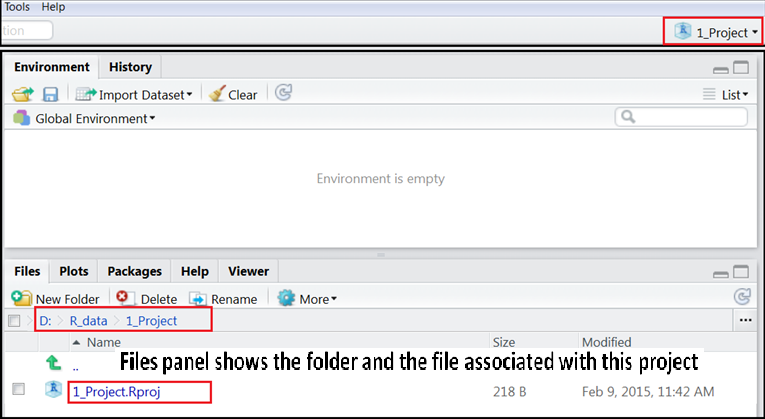 Tools Help
ction
1_Project
Environment History
Import Dataset Clear List
Global Environment
Environment is empty
Files Plots Packages Help Viewer
New Folder Delete Rename More
D: R_data 1_Project ...
Name Size Modified
..
Files panel shows the folder and the file associated with this project
1_Project.Rproj 218 B Feb 9, 2015, 11:42 AM